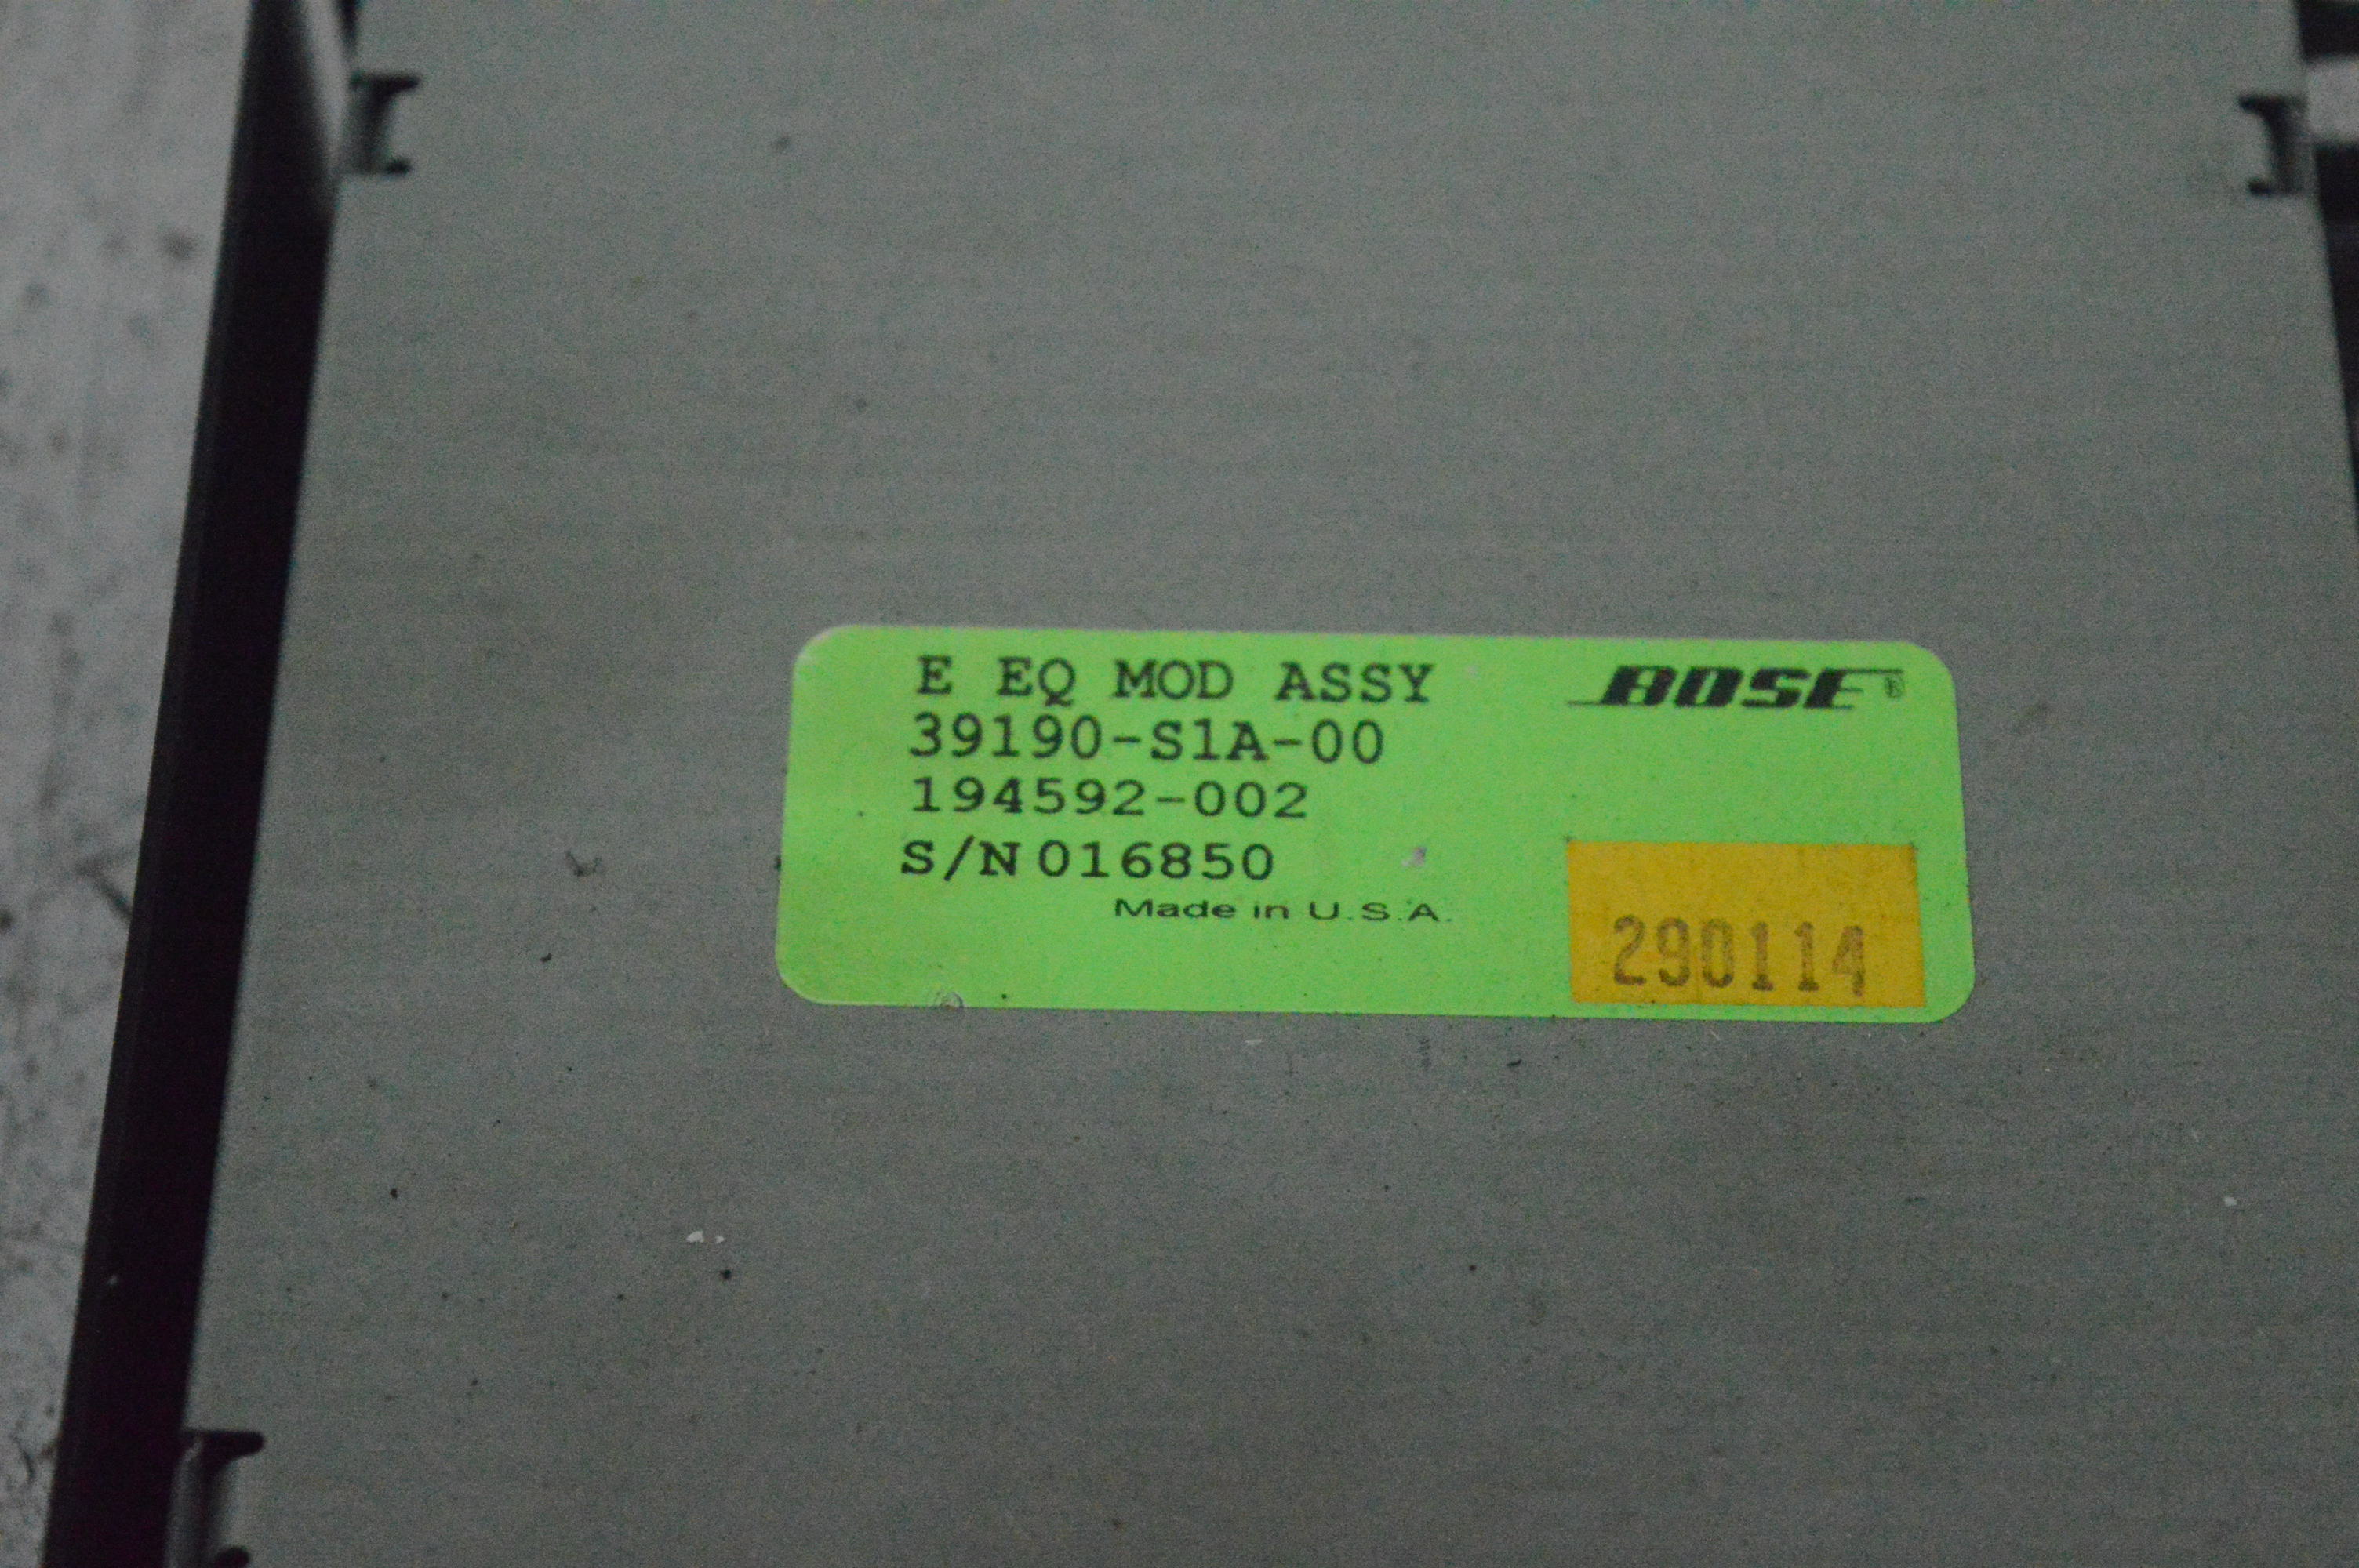 E EQ MOD ASSY
BOSE®
39190-S1A-00
194592-002
S/N 016850
Made in U.S.A.
290114